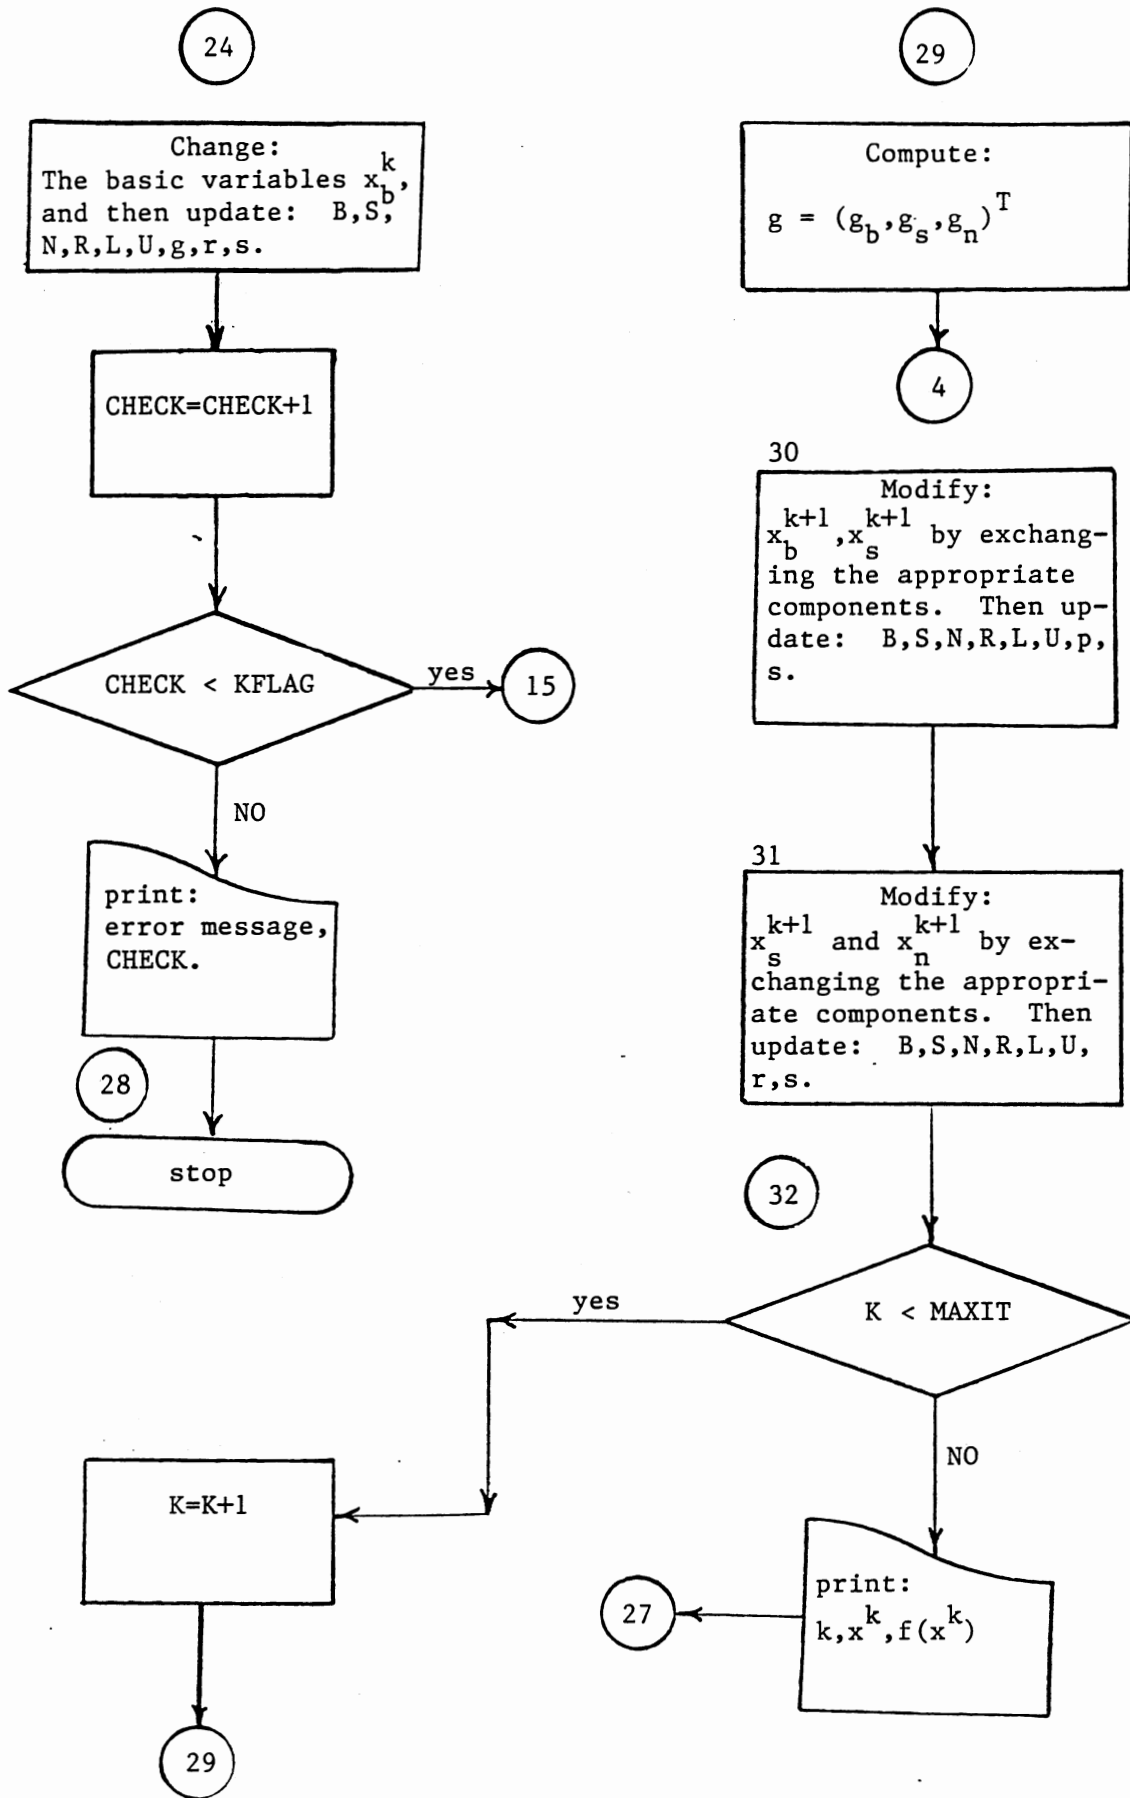 24
Change:
The basic variables x_b^k,
and then update: B,S,
N,R,L,U,g,r,s.
CHECK=CHECK+1
CHECK < KFLAG
yes
15
NO
print:
error message,
CHECK.
28
stop
29
Compute:
g = (g_b,g_s,g_n)^T
4
30
Modify:
x_b^{k+1},x_s^{k+1} by exchang-
ing the appropriate
components. Then up-
date: B,S,N,R,L,U,p,
s.
31
Modify:
x_s^{k+1} and x_n^{k+1} by ex-
changing the appropri-
ate components. Then
update: B,S,N,R,L,U,
r,s.
32
K < MAXIT
yes
K=K+1
29
NO
print:
k,x^k,f(x^k)
27